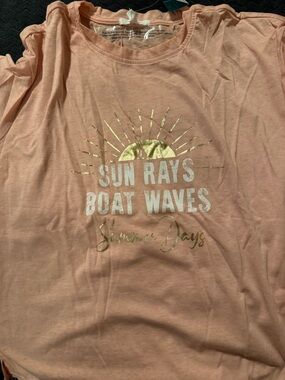 SUN RAYS
BOAT WAVES
Summer Days